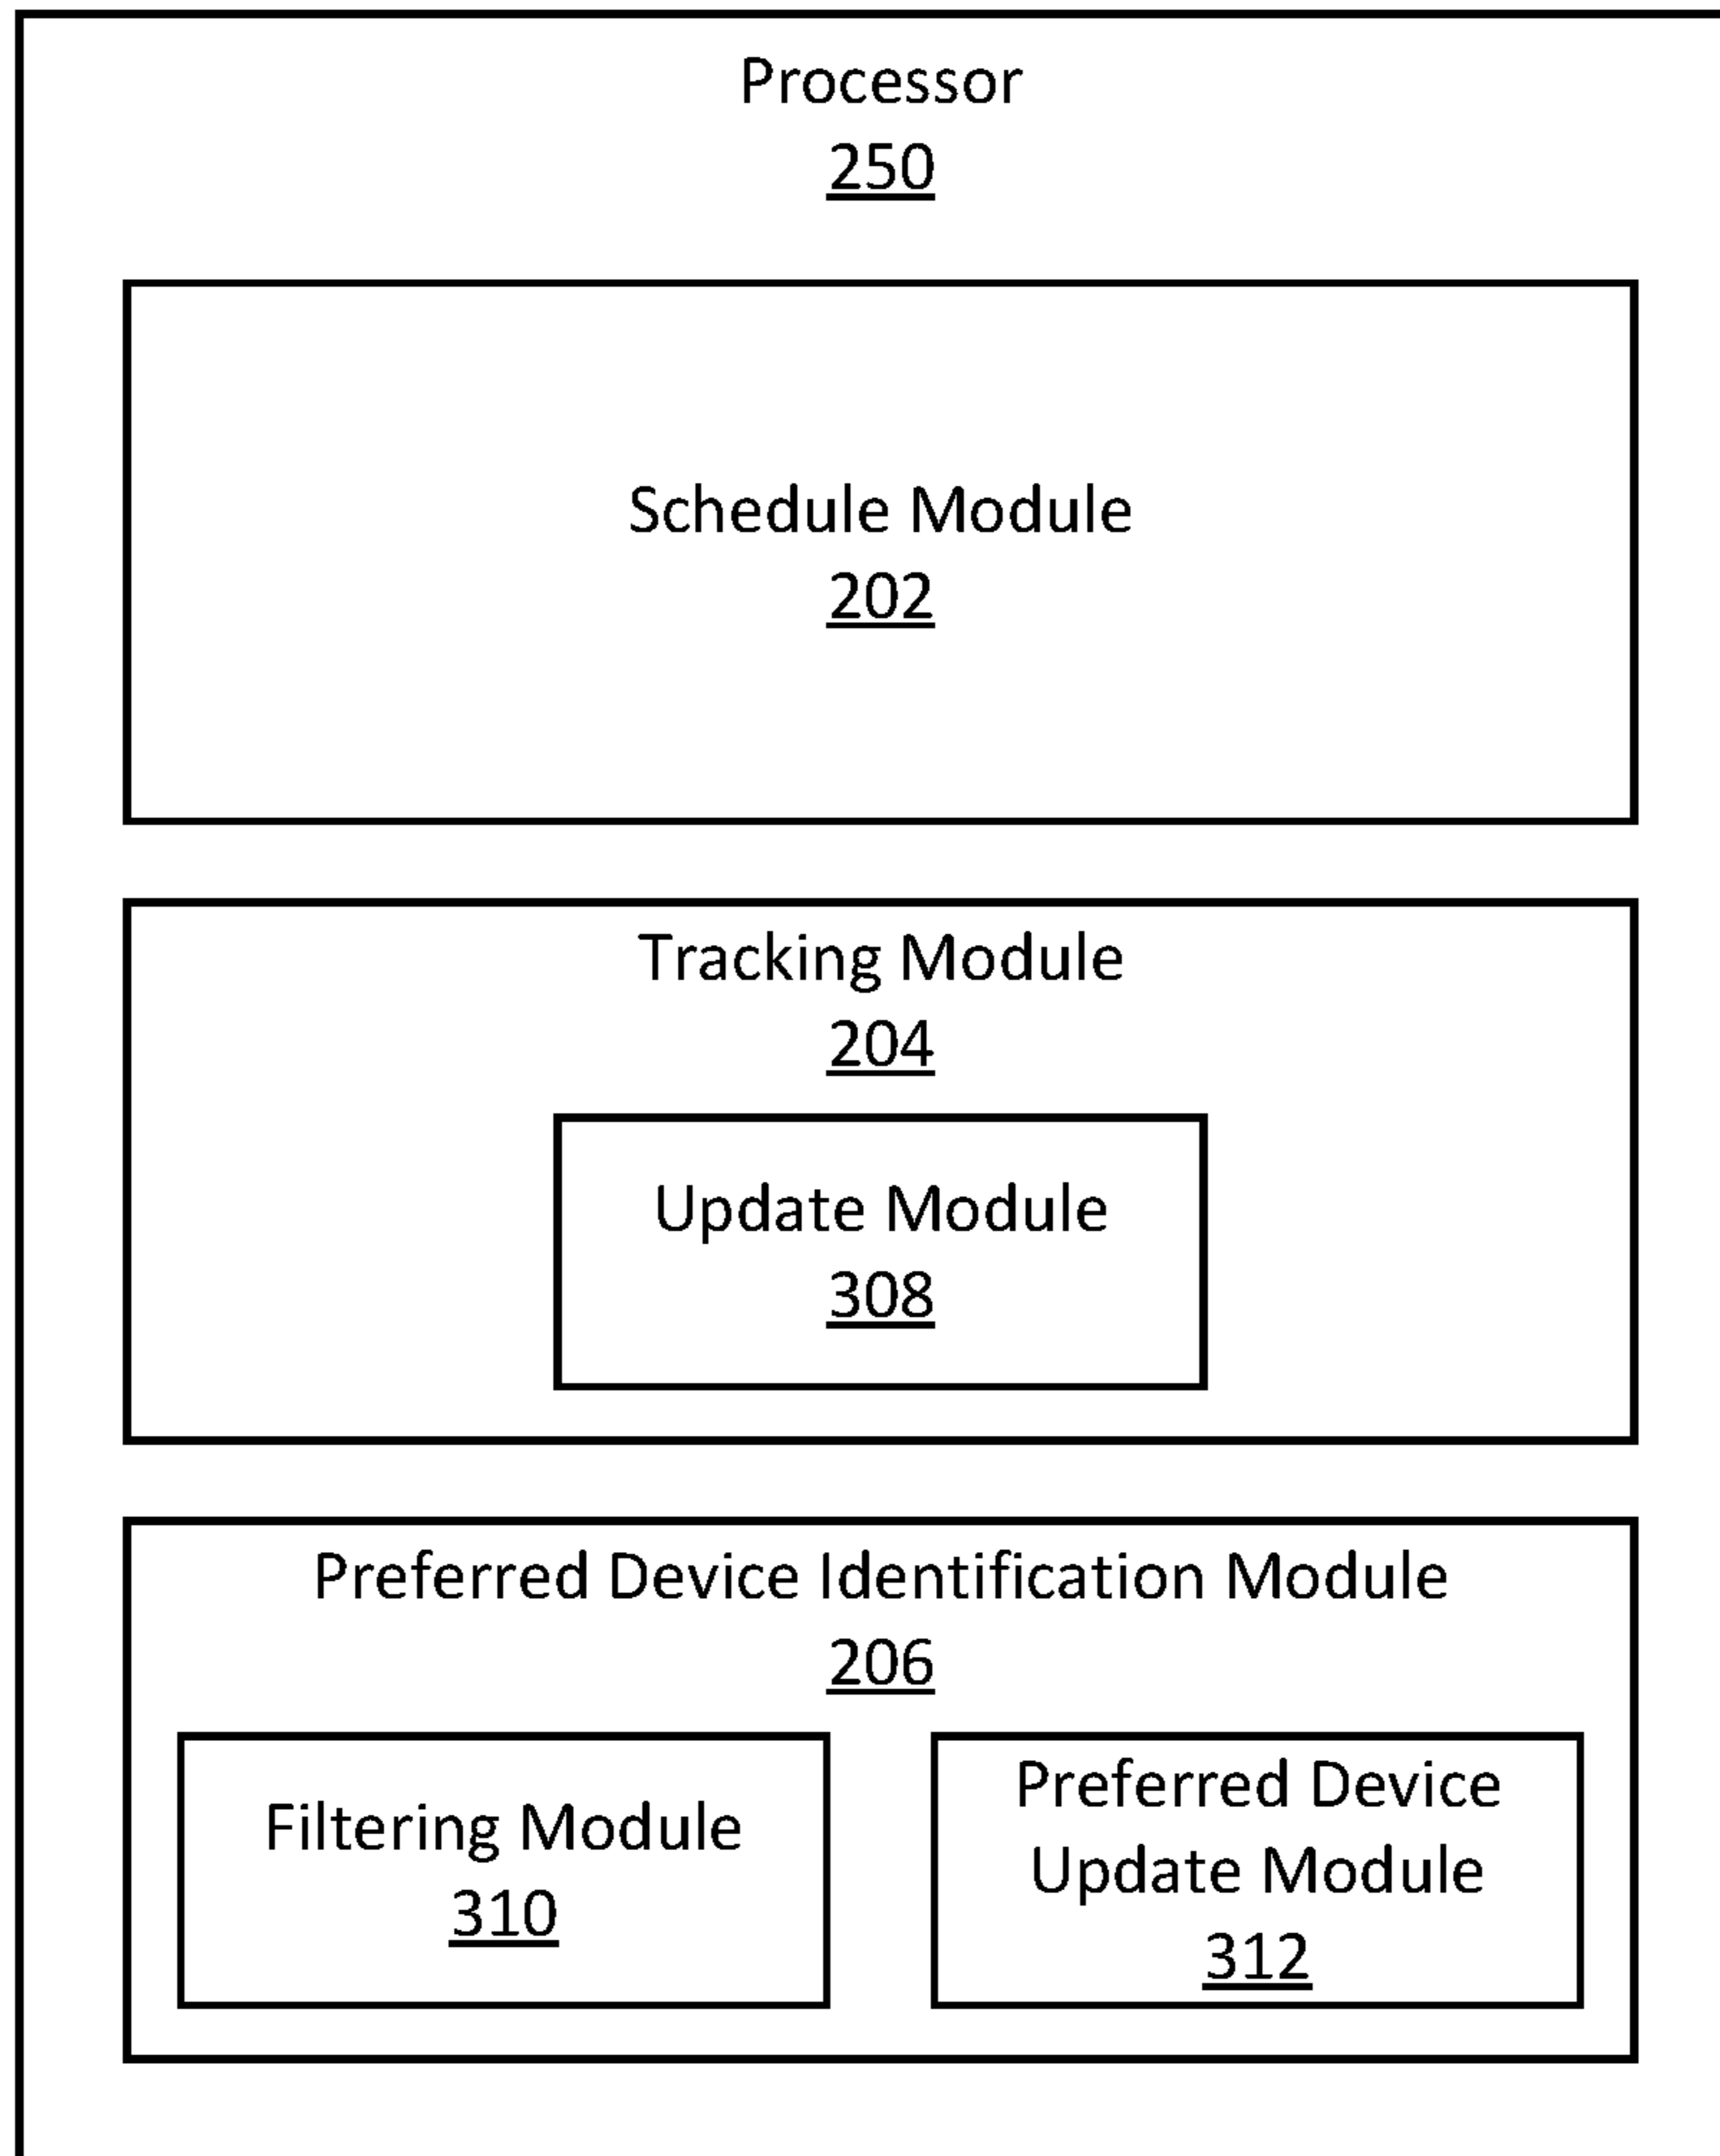 Processor
250
Schedule Module
202
Tracking Module
204
Update Module
308
Preferred Device Identification Module
206
Filtering Module
310
Preferred Device
Update Module
312